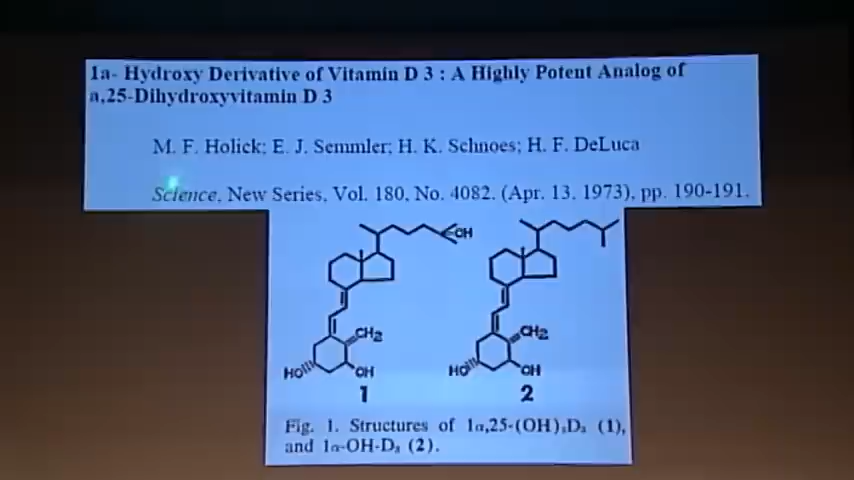 1a- Hydroxy Derivative of Vitamin D 3 : A Highly Potent Analog of
a,25-Dihydroxyvitamin D 3
M. F. Holick; E. J. Semmler; H. K. Schnoes; H. F. DeLuca
Science, New Series, Vol. 180, No. 4082. (Apr. 13, 1973), pp. 190-191.
OH
CH2 CH2
HO OH HO OH
1 2
Fig. 1. Structures of 1α,25-(OH)₂D₃ (1),
and 1α-OH-D₃ (2).